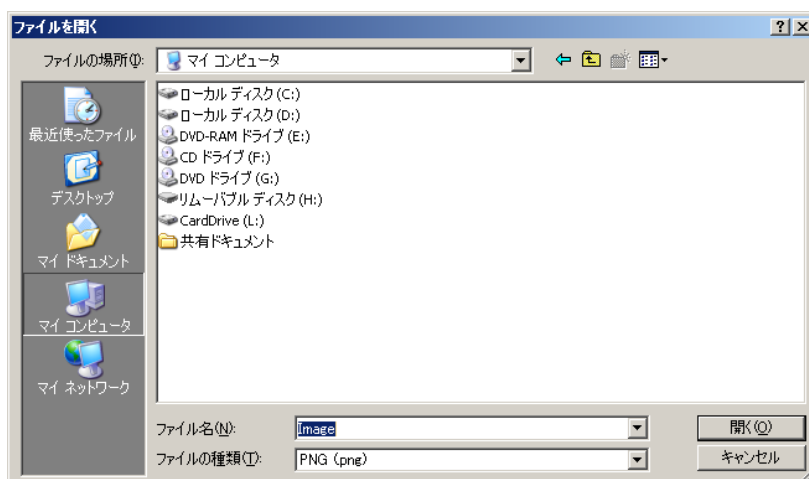 ファイルを開く
ファイルの場所(I):
マイ コンピュータ
ローカル ディスク (C:)
ローカル ディスク (D:)
DVD-RAM ドライブ (E:)
CD ドライブ (F:)
DVD ドライブ (G:)
リムーバブル ディスク (H:)
CardDrive (L:)
共有ドキュメント
最近使ったファイル
デスクトップ
マイ ドキュメント
マイ コンピュータ
マイ ネットワーク
ファイル名(N):
Image
開く(O)
ファイルの種類(T):
PNG (png)
キャンセル